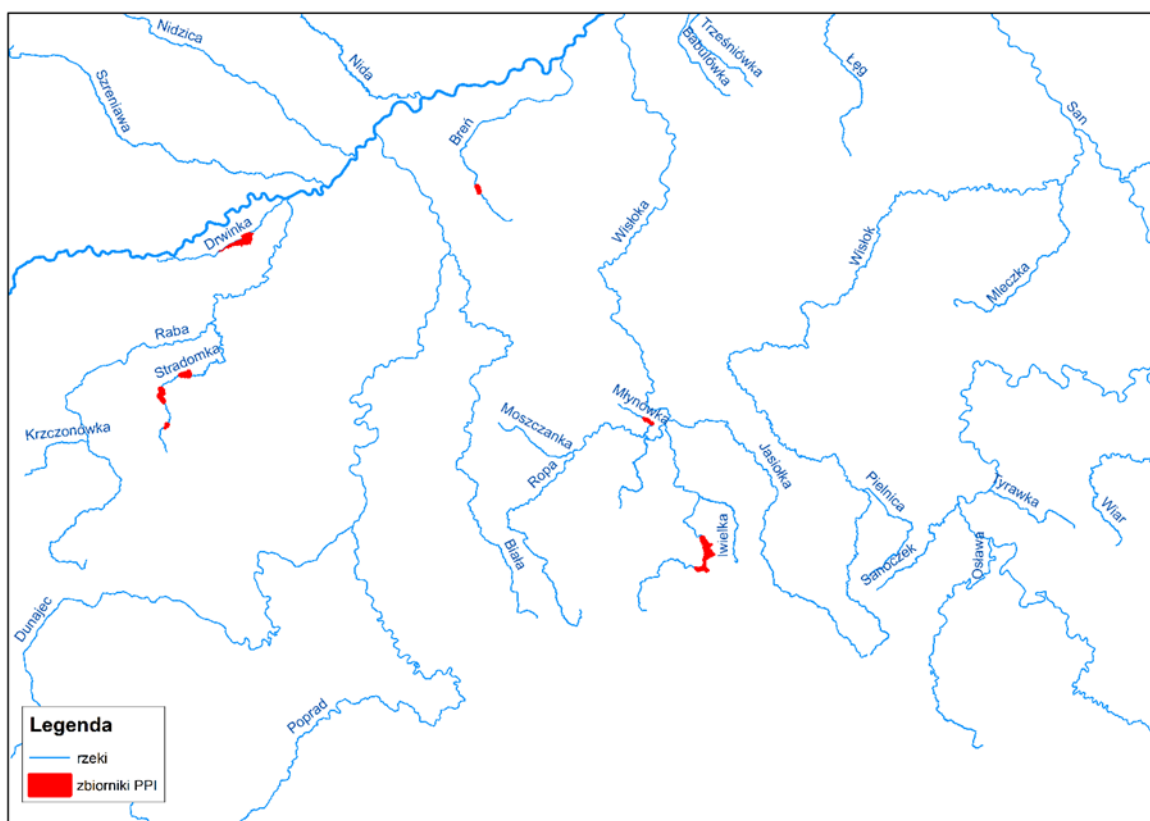 Nidzica
Nida
Trześniówka
Babulówka
Łęg
Szreniawa
San
Breń
Drwinka
Wisłoka
Wisłok
Mleczka
Raba
Stradomka
Młynówka
Moszczanka
Krzczonówka
Ropa
Jasiołka
Pielnica
Tyrawka
Wiar
Iwielka
Biała
Sanoczek
Osława
Dunajec
Poprad
Legenda
rzeki
zbiorniki PPI